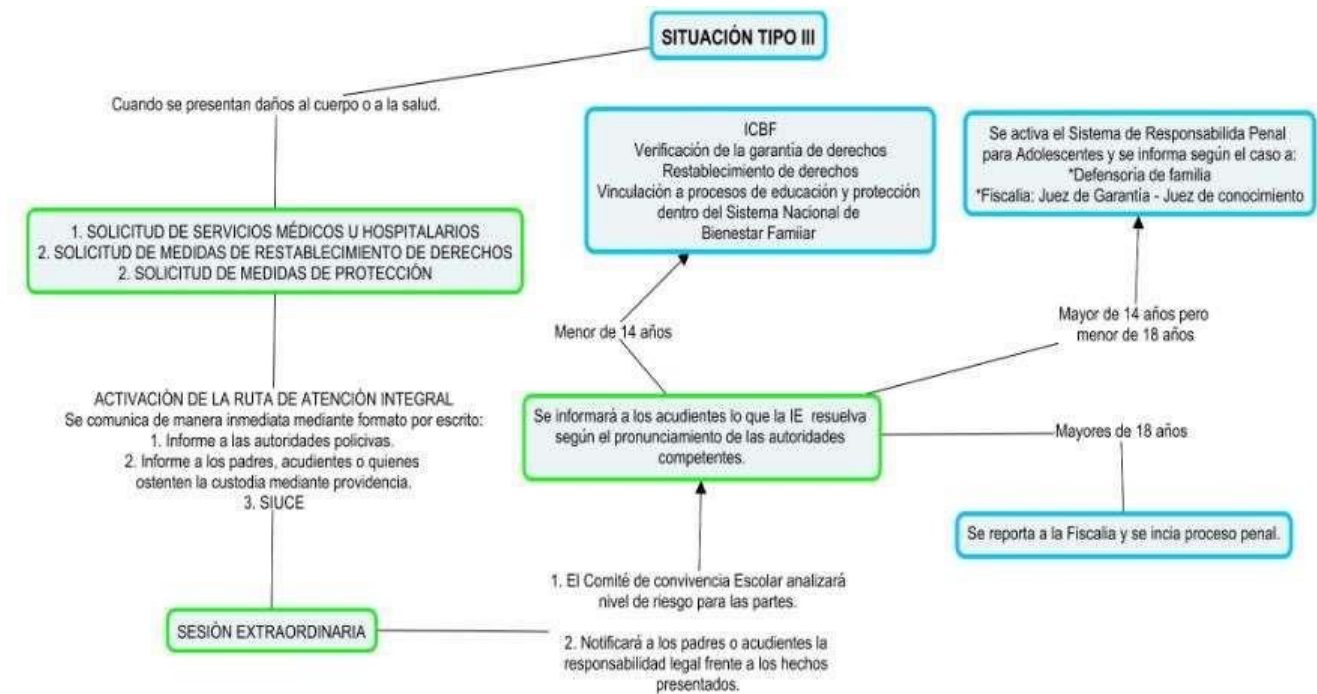 SITUACIÓN TIPO III
Cuando se presentan daños al cuerpo o a la salud.
1. SOLICITUD DE SERVICIOS MÉDICOS U HOSPITALARIOS
2. SOLICITUD DE MEDIDAS DE RESTABLECIMIENTO DE DERECHOS
2. SOLICITUD DE MEDIDAS DE PROTECCIÓN
ACTIVACIÓN DE LA RUTA DE ATENCIÓN INTEGRAL
Se comunica de manera inmediata mediante formato por escrito:
1. Informe a las autoridades policivas.
2. Informe a los padres, acudientes o quienes
ostenten la custodia mediante providencia.
3. SIUCE
SESIÓN EXTRAORDINARIA
1. El Comité de convivencia Escolar analizará
nivel de riesgo para las partes.
2. Notificará a los padres o acudientes la
responsabilidad legal frente a los hechos
presentados.
Se informará a los acudientes lo que la IE resuelva
según el pronunciamiento de las autoridades
competentes.
Menor de 14 años
ICBF
Verificación de la garantía de derechos
Restablecimiento de derechos
Vinculación a procesos de educación y protección
dentro del Sistema Nacional de
Bienestar Famiiar
Mayor de 14 años pero
menor de 18 años
Se activa el Sistema de Responsabilida Penal
para Adolescentes y se informa según el caso a:
*Defensoría de familia
*Fiscalia: Juez de Garantía - Juez de conocimiento
Mayores de 18 años
Se reporta a la Fiscalia y se incia proceso penal.